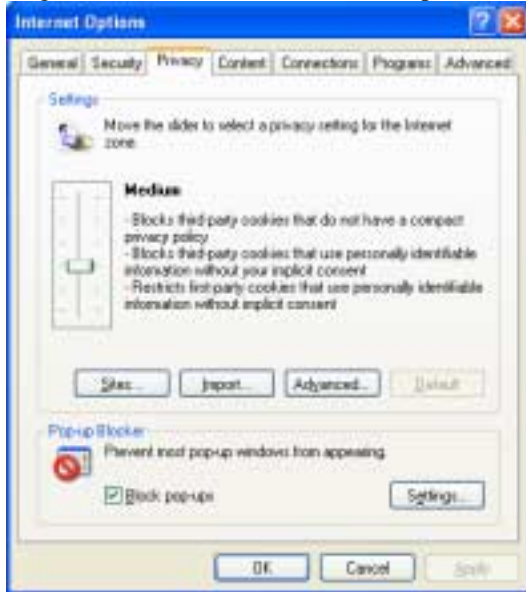 Internet Options
General Security Privacy Content Connections Programs Advanced
Settings
Move the slider to select a privacy setting for the Internet
zone.
Medium
- Blocks third-party cookies that do not have a compact
privacy policy
- Blocks third-party cookies that use personally identifiable
information without your implicit consent
- Restricts first-party cookies that use personally identifiable
information without implicit consent
Sites... Import... Advanced... Default
Pop-up Blocker
Prevent most pop-up windows from appearing.
Block pop-ups Settings...
OK Cancel Apply